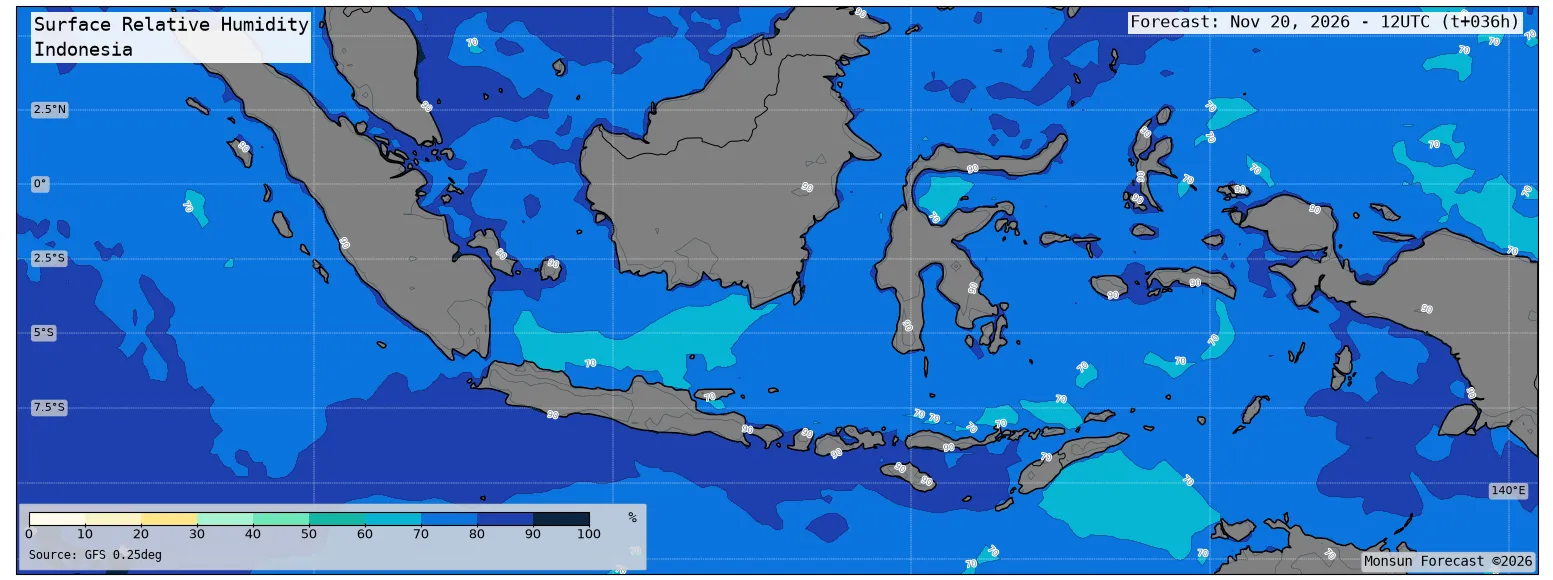 Surface Relative Humidity
Indonesia
Forecast: Nov 20, 2026 - 12UTC (t+036h)
2.5°N
0°
2.5°S
5°S
7.5°S
140°E
0 10 20 30 40 50 60 70 80 90 100
%
Source: GFS 0.25deg
Monsun Forecast ©2026